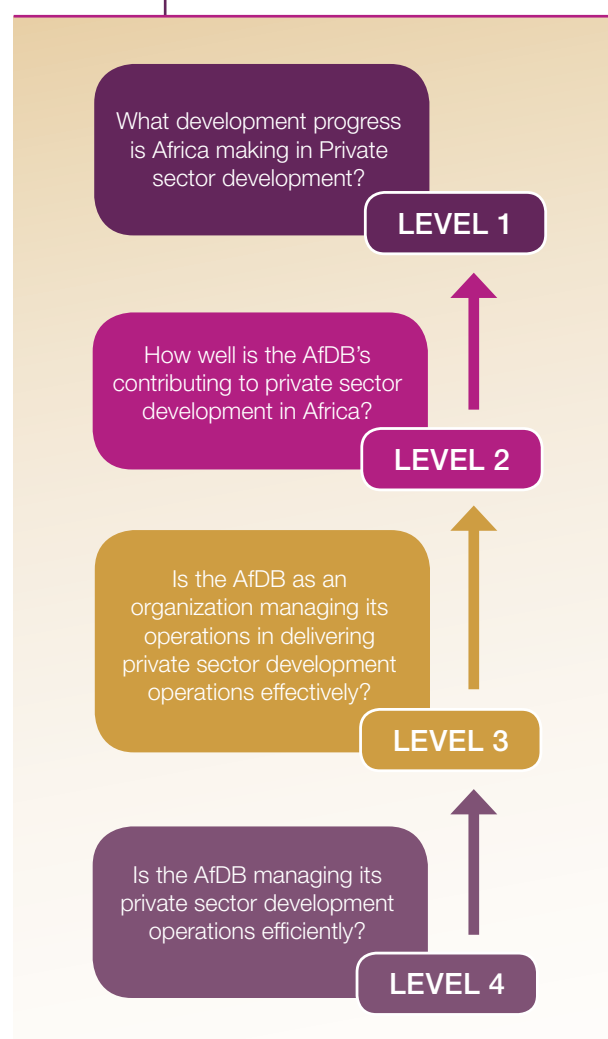 What development progress
is Africa making in Private
sector development?
LEVEL 1
How well is the AfDB's
contributing to private sector
development in Africa?
LEVEL 2
Is the AfDB as an
organization managing its
operations in delivering
private sector development
operations effectively?
LEVEL 3
Is the AfDB managing its
private sector development
operations efficiently?
LEVEL 4